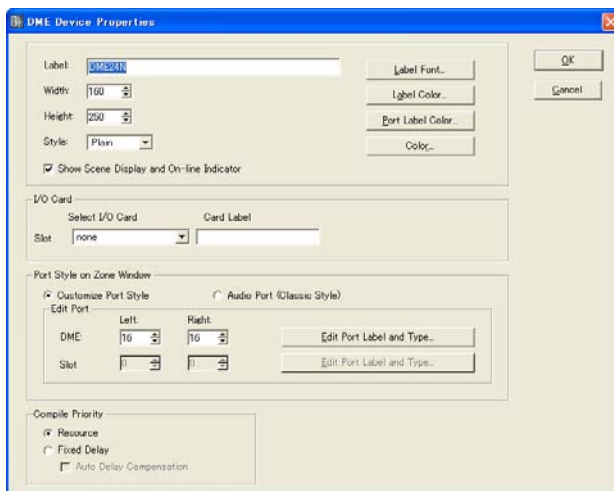 DME Device Properties
Label: DME24N
Label Font...
OK
Width: 160
Label Color...
Cancel
Height: 250
Port Label Color...
Style: Plain
Color...
Show Scene Display and On-line Indicator
I/O Card
Select I/O Card Card Label
Slot none
Port Style on Zone Window
Customize Port Style Audio Port (Classic Style)
Edit Port
Left: Right:
DME: 16 16 Edit Port Label and Type...
Slot 0 0 Edit Port Label and Type...
Compile Priority
Resource
Fixed Delay
Auto Delay Compensation